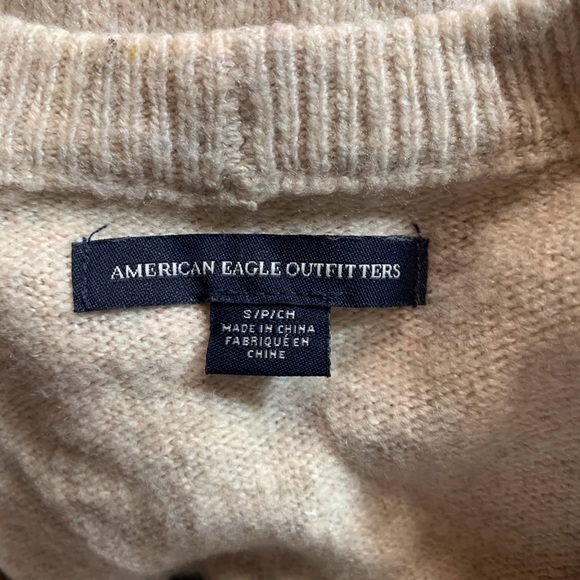 AMERICAN EAGLE OUTFITTERS
S/P/CH
MADE IN CHINA
FABRIQUÉ EN
CHINE